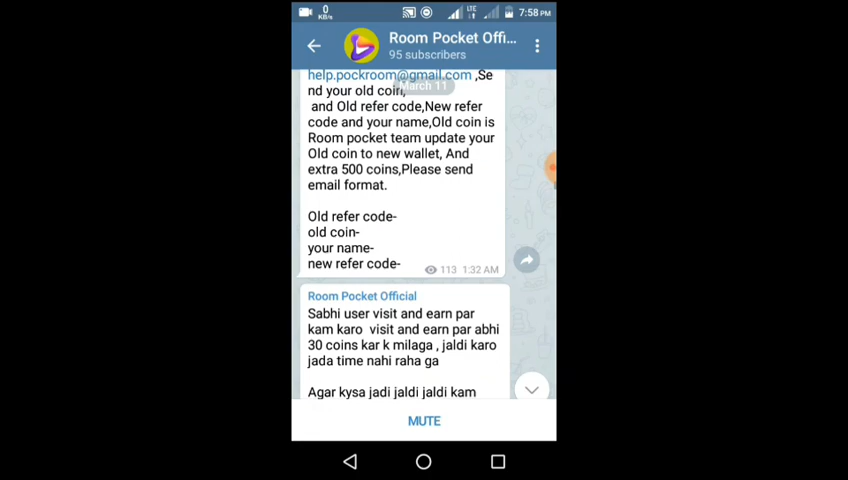 0
KB/s
LTE
7:58 PM
Room Pocket Offi...
95 subscribers
help.pockroom@gmail.com ,Se
nd your old coin,
March 11
and Old refer code,New refer
code and your name,Old coin is
Room pocket team update your
Old coin to new wallet, And
extra 500 coins,Please send
email format.
Old refer code-
old coin-
your name-
new refer code-
113 1:32 AM
Room Pocket Official
Sabhi user visit and earn par
kam karo visit and earn par abhi
30 coins kar k milaga , jaldi karo
jada time nahi raha ga
Agar kysa jadi jaldi jaldi kam
MUTE